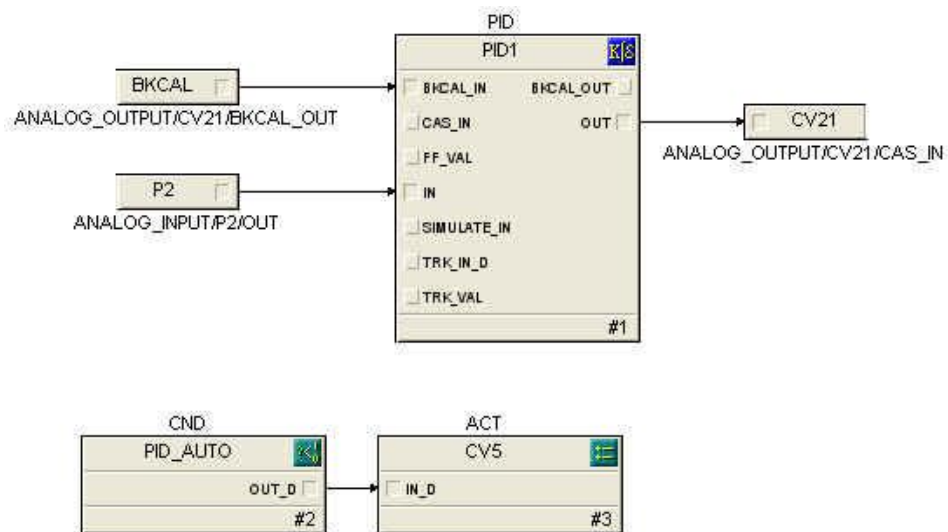 PID
PID1
BKCAL
BKCAL_IN BKCAL_OUT
ANALOG_OUTPUT/CV21/BKCAL_OUT
CAS_IN OUT
CV21
ANALOG_OUTPUT/CV21/CAS_IN
FF_VAL
P2
IN
ANALOG_INPUT/P2/OUT
SIMULATE_IN
TRK_IN_D
TRK_VAL
#1
CND
PID_AUTO
OUT_D
#2
ACT
CV5
IN_D
#3